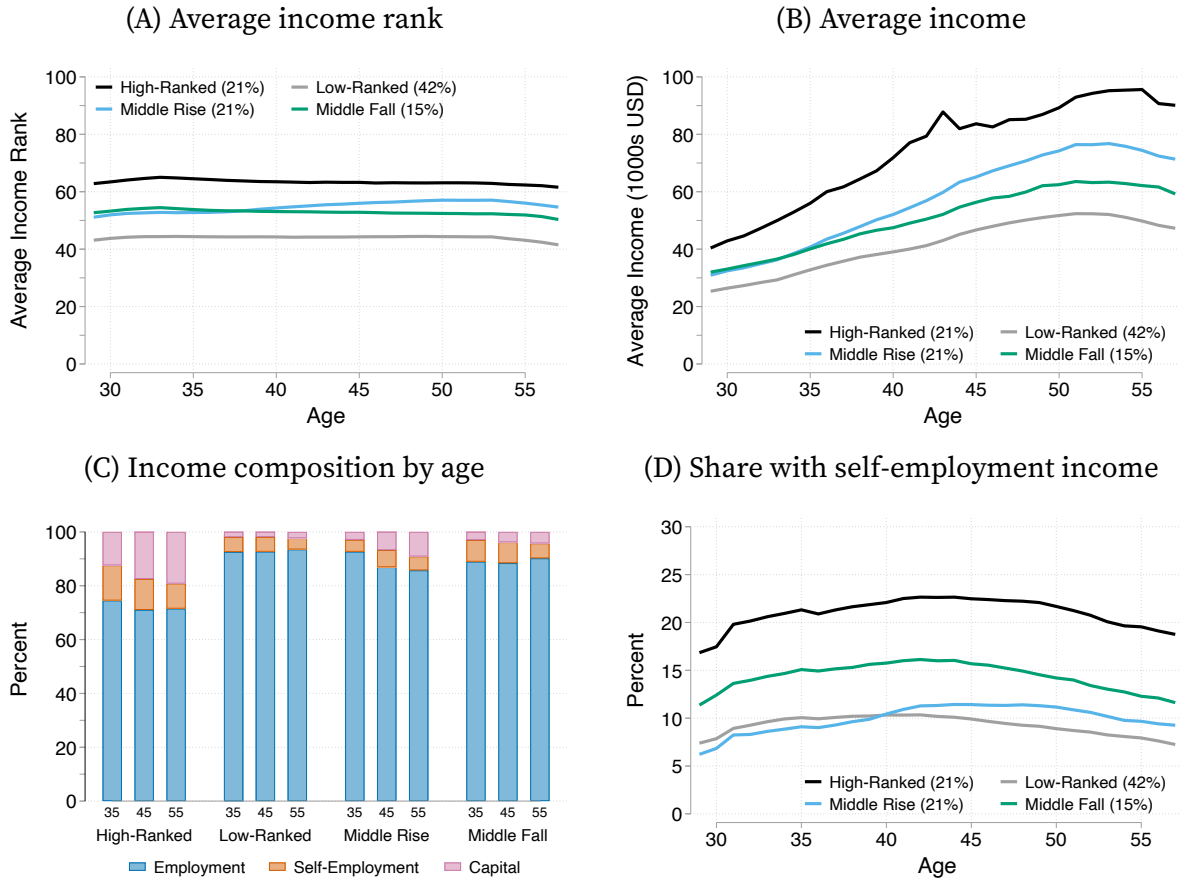 (A) Average income rank
Average Income Rank
100
80
60
40
20
0
High-Ranked (21%) Low-Ranked (42%)
Middle Rise (21%) Middle Fall (15%)
30 35 40 45 50 55
Age
(B) Average income
Average Income (1000s USD)
100
80
60
40
20
0
High-Ranked (21%) Low-Ranked (42%)
Middle Rise (21%) Middle Fall (15%)
30 35 40 45 50 55
Age
(C) Income composition by age
Percent
100
80
60
40
20
0
35 45 55 35 45 55 35 45 55 35 45 55
High-Ranked Low-Ranked Middle Rise Middle Fall
Employment Self-Employment Capital
(D) Share with self-employment income
Percent
30
25
20
15
10
5
0
High-Ranked (21%) Low-Ranked (42%)
Middle Rise (21%) Middle Fall (15%)
30 35 40 45 50 55
Age